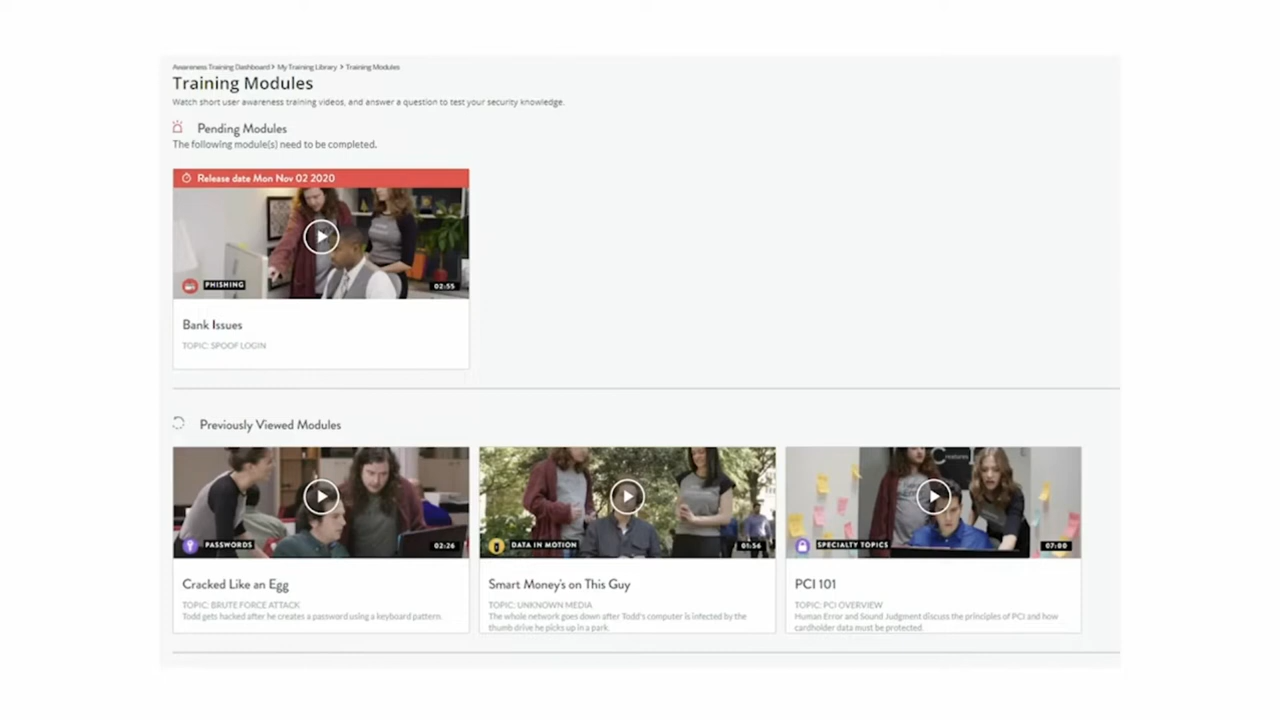 Awareness Training Dashboard > My Training Library > Training Modules
Training Modules
Watch short user awareness training videos, and answer a question to test your security knowledge.
Pending Modules
The following module(s) need to be completed.
Release date Mon Nov 02 2020
PHISHING
02:55
Bank Issues
TOPIC: SPOOF LOGIN
Previously Viewed Modules
PASSWORDS
02:26
Cracked Like an Egg
TOPIC: BRUTE FORCE ATTACK
Todd gets hacked after he creates a password using a keyboard pattern.
DATA IN MOTION
01:56
Smart Money's on This Guy
TOPIC: UNKNOWN MEDIA
The whole network goes down after Todd's computer is infected by the
thumb drive he picks up in a park.
Creatures
SPECIALTY TOPICS
07:00
PCI 101
TOPIC: PCI OVERVIEW
Human Error and Sound Judgment discuss the principles of PCI and how
cardholder data must be protected.